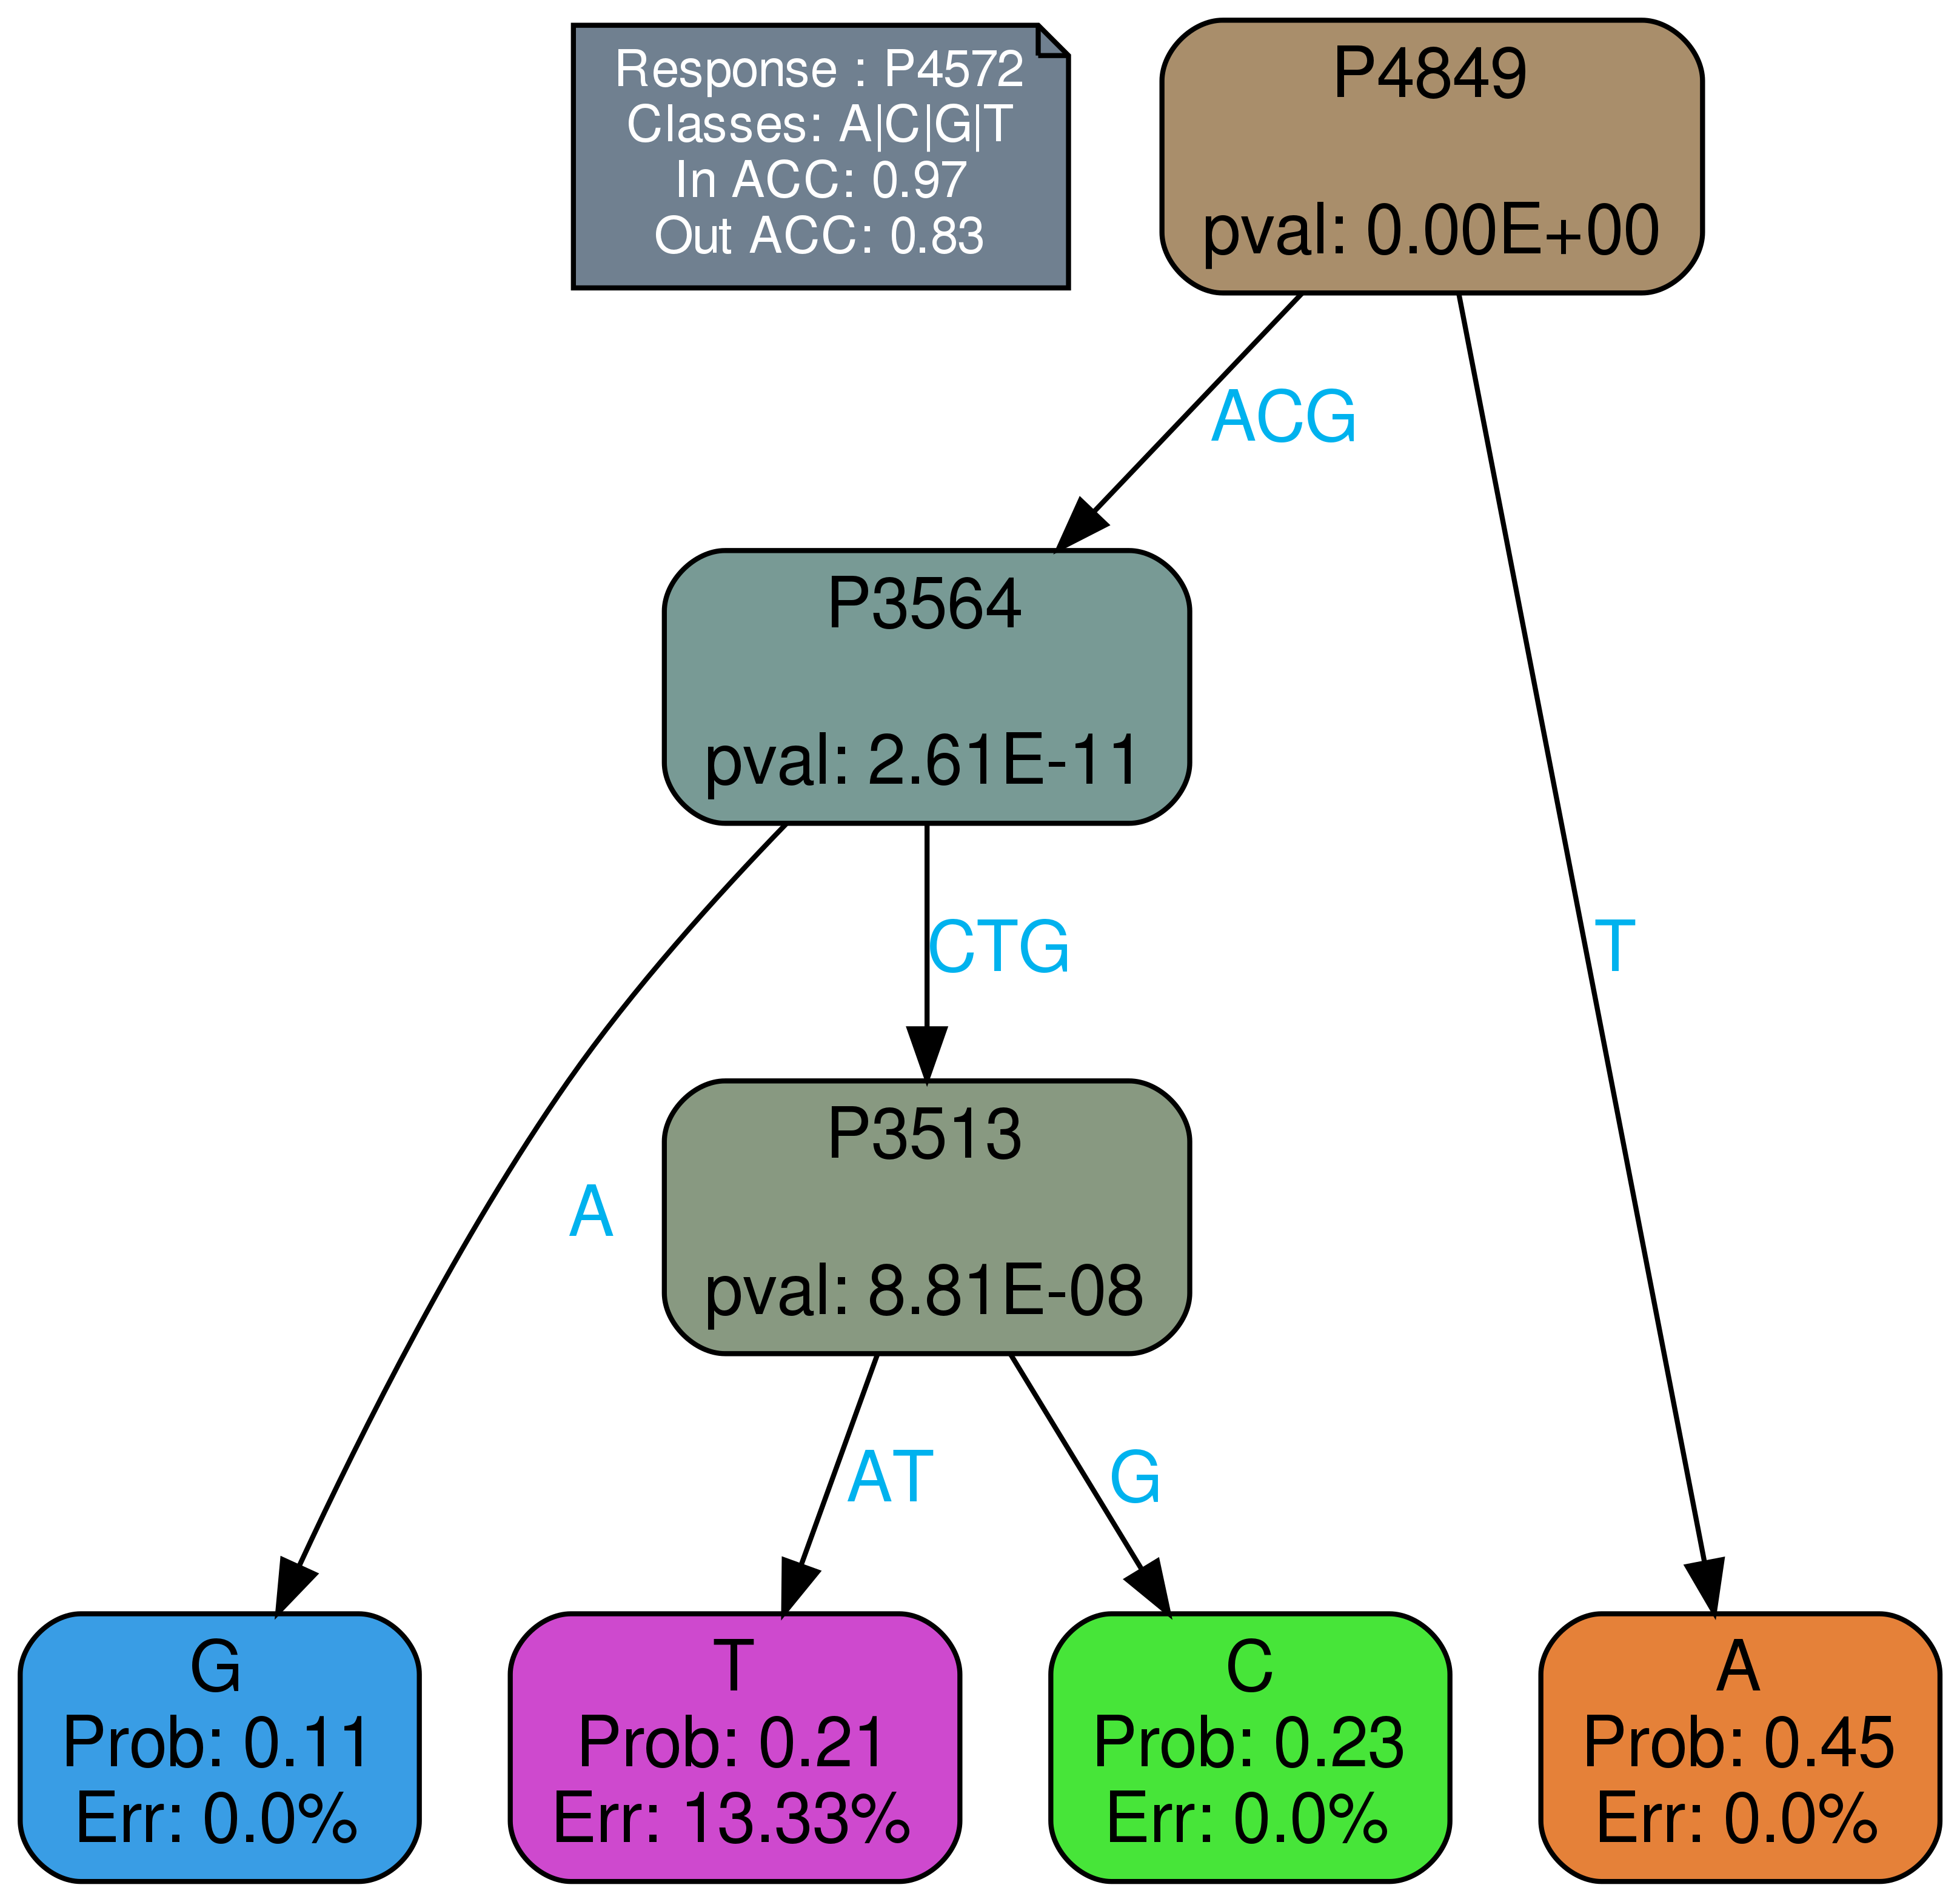 Response : P4572
Classes: A|C|G|T
In ACC: 0.97
Out ACC: 0.83
P4849
pval: 0.00E+00
ACG
P3564
pval: 2.61E-11
CTG
T
P3513
pval: 8.81E-08
A
AT
G
G
Prob: 0.11
Err: 0.0%
T
Prob: 0.21
Err: 13.33%
C
Prob: 0.23
Err: 0.0%
A
Prob: 0.45
Err: 0.0%